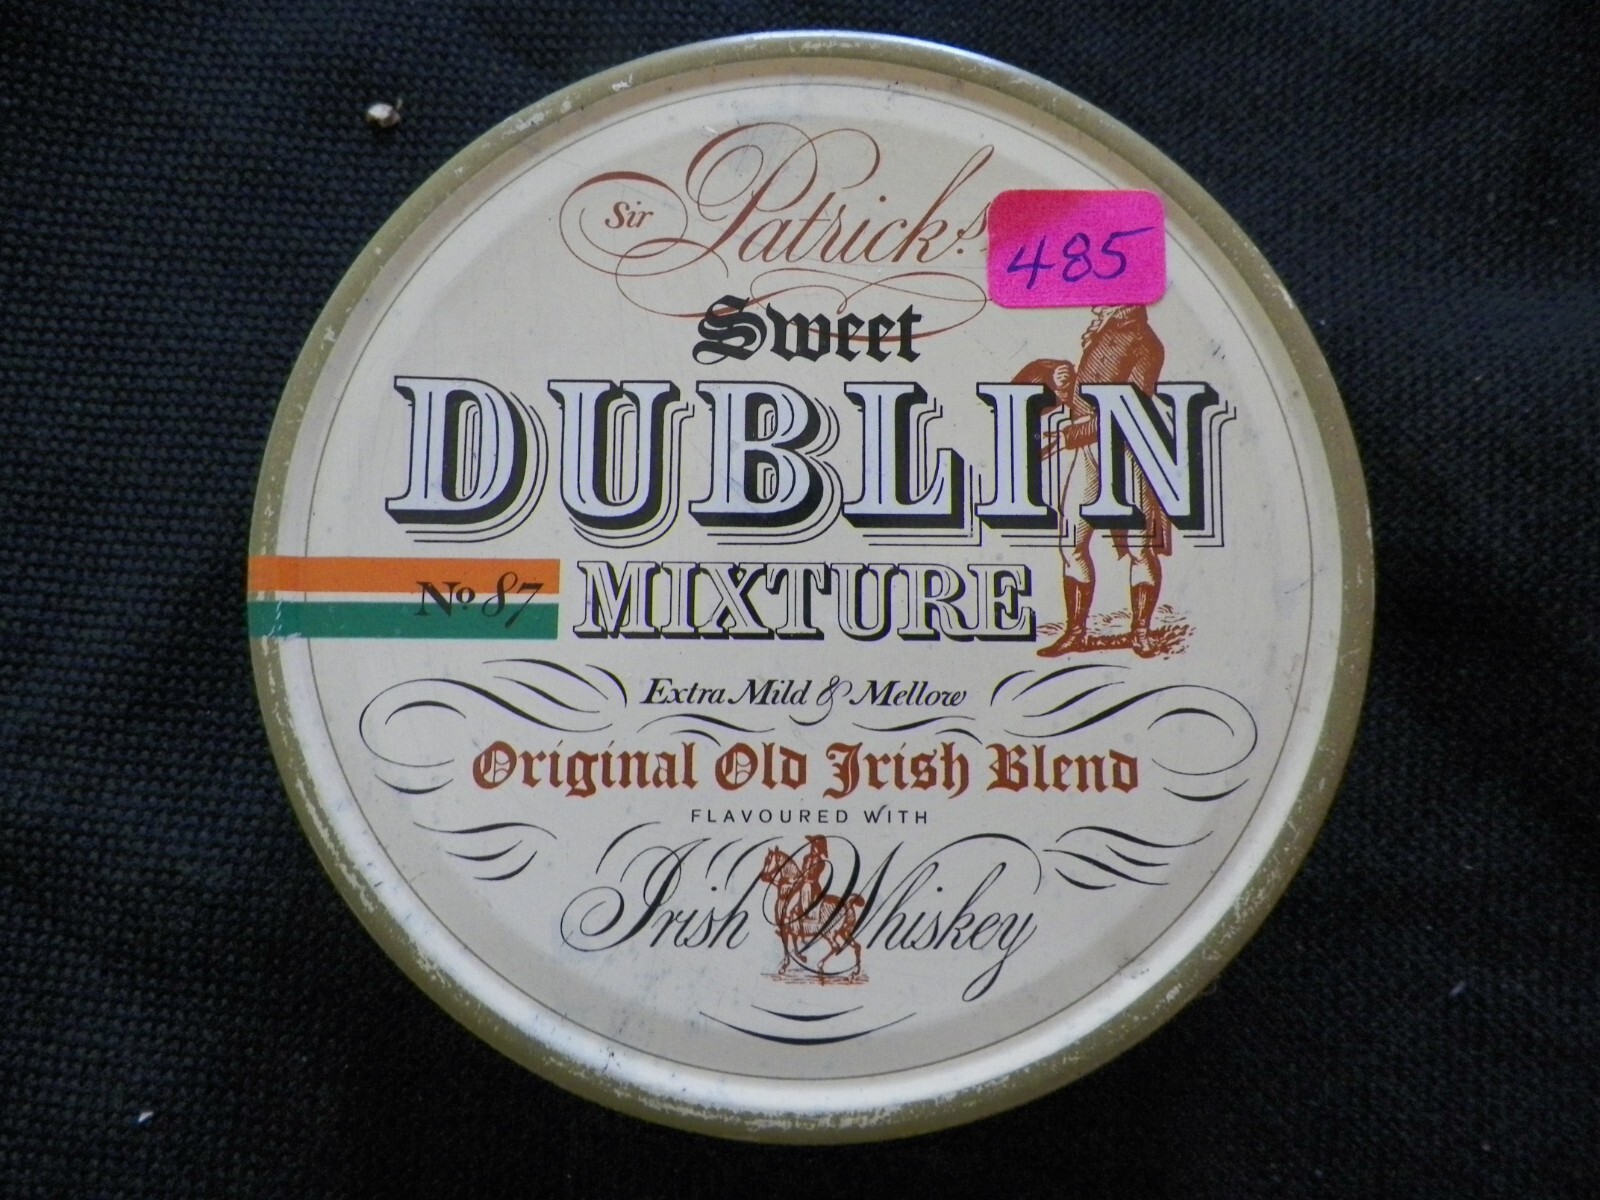 Sir Patrick's
485
Sweet
DUBLIN
No 87
MIXTURE
Extra Mild & Mellow
Original Old Irish Blend
FLAVOURED WITH
Irish Whiskey